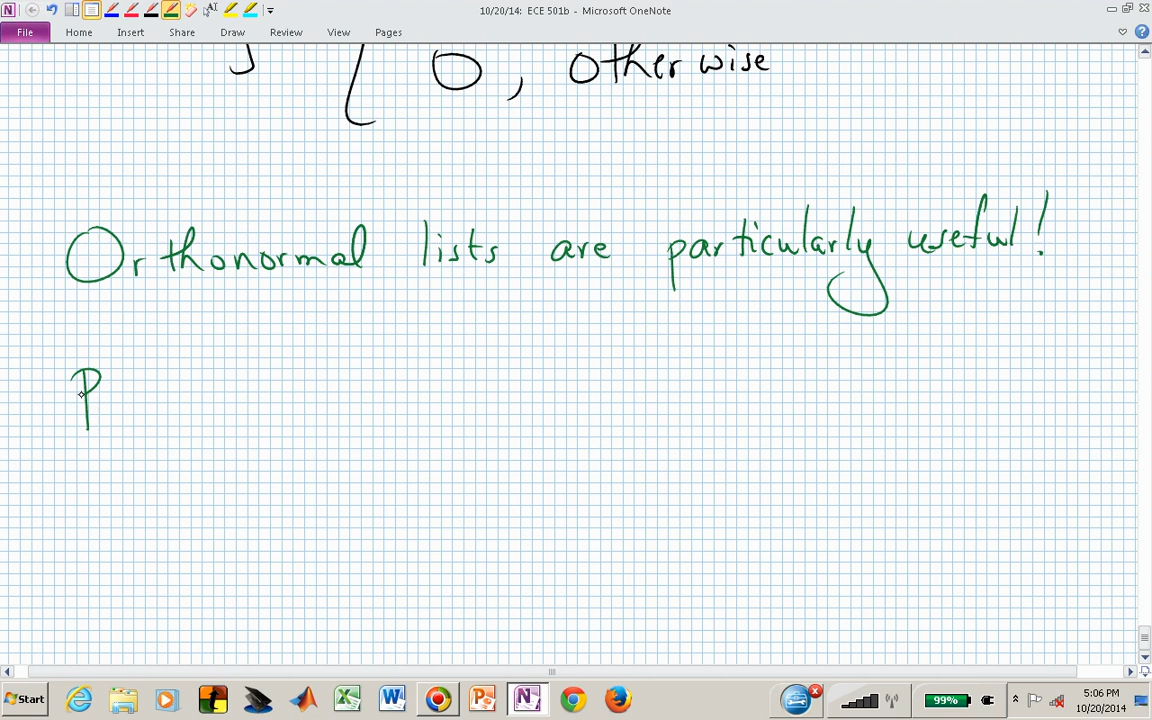 10/20/14: ECE 501b - Microsoft OneNote
File Home Insert Share Draw Review View Pages
0, otherwise
Orthonormal lists are particularly useful!
P
Start
99%
5:06 PM
10/20/2014